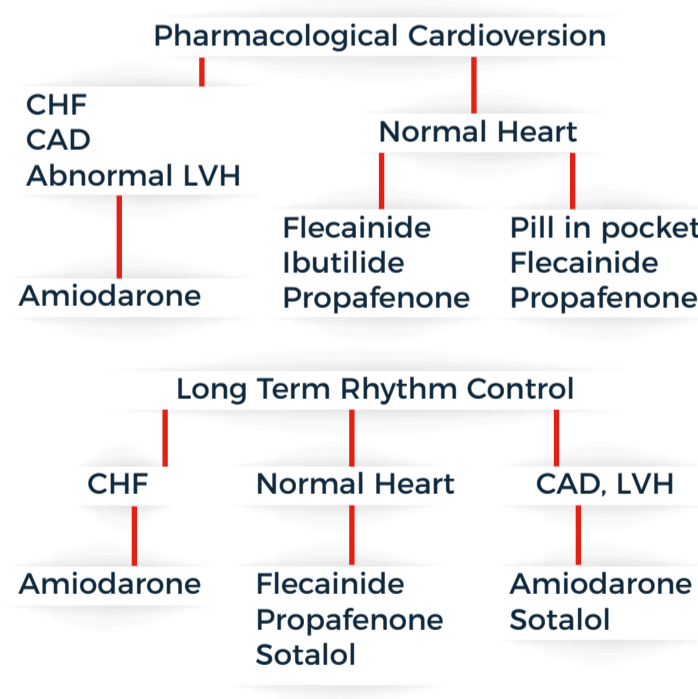 Pharmacological Cardioversion
CHF
CAD
Abnormal LVH
Amiodarone
Normal Heart
Flecainide
Ibutilide
Propafenone
Pill in pocket
Flecainide
Propafenone
Long Term Rhythm Control
CHF
Amiodarone
Normal Heart
Flecainide
Propafenone
Sotalol
CAD, LVH
Amiodarone
Sotalol